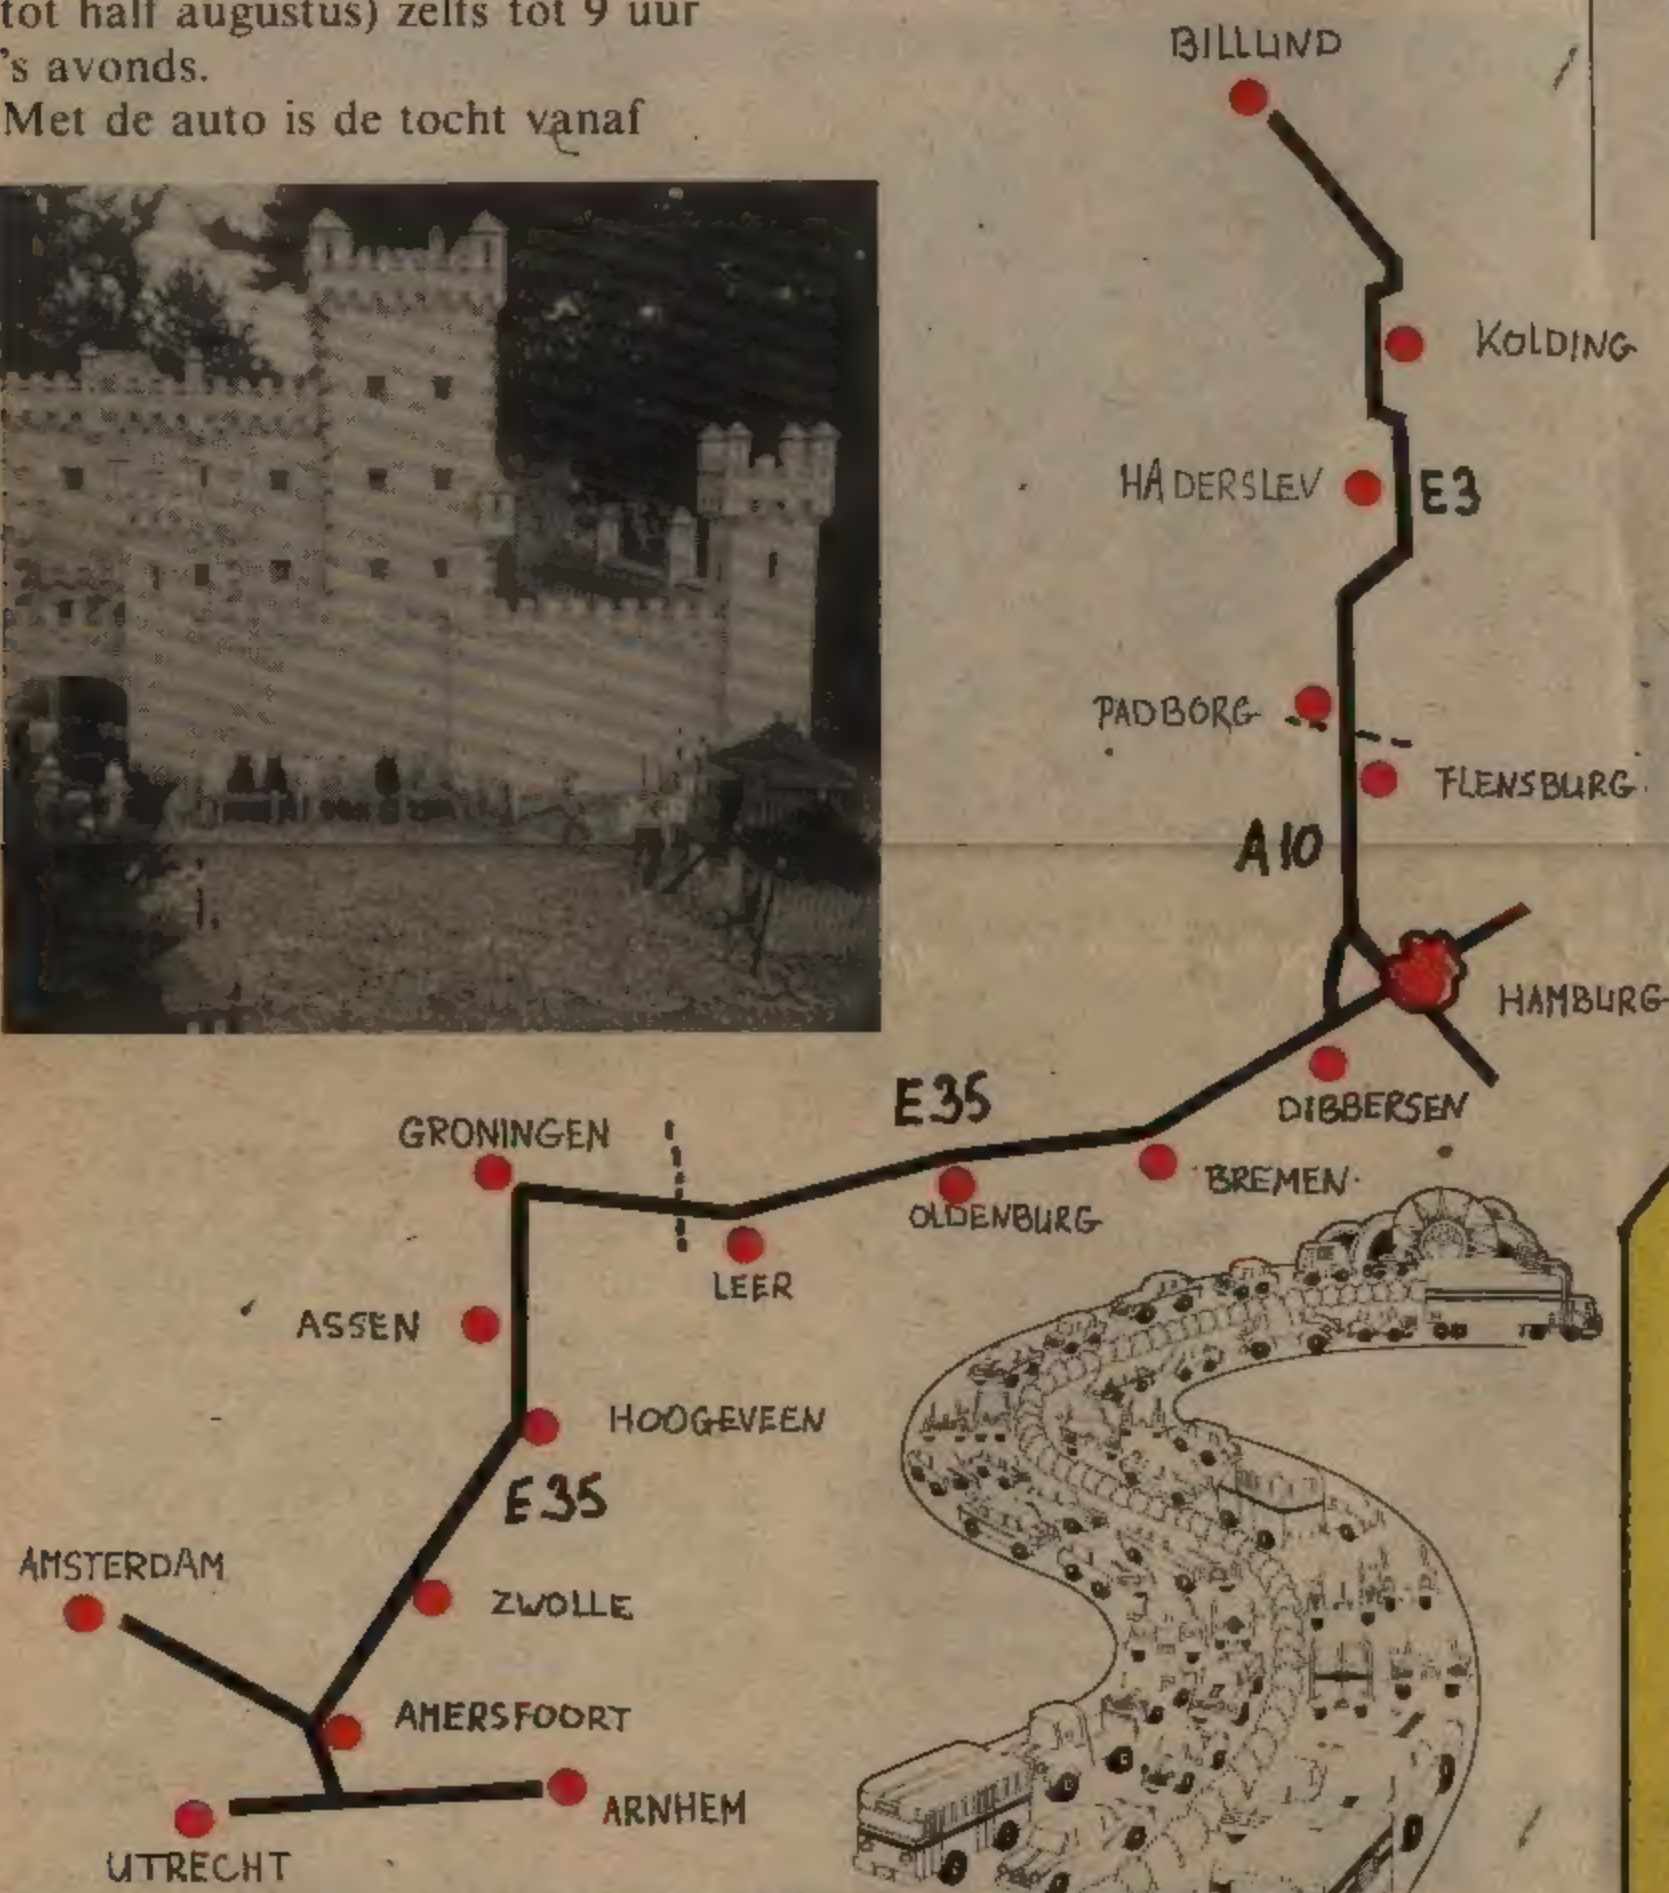 tot half augustus) zelfs tot 9 uur
's avonds.
Met de auto is de tocht vanaf
BILLUND
KOLDING
HADERSLEV
E3
PADBORG
FLENSBURG
A10
HAMBURG
DIBBERSEN
E35
BREMEN
OLDENBURG
GRONINGEN
LEER
ASSEN
HOOGEVEEN
E35
AMSTERDAM
ZWOLLE
AMERSFOORT
ARNHEM
UTRECHT